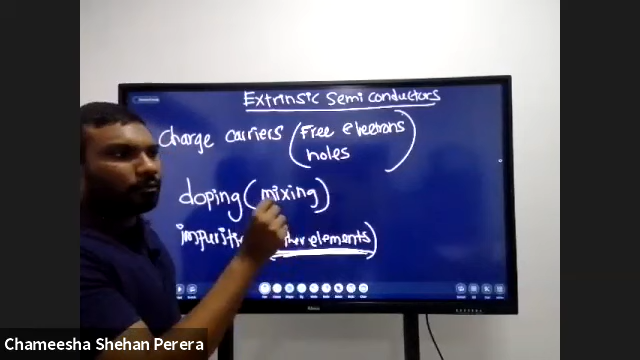 Extrinsic Semi conductors
Charge carriers (Free electrons
holes)
doping (mixing)
elements)
Chameesha Shehan Perera